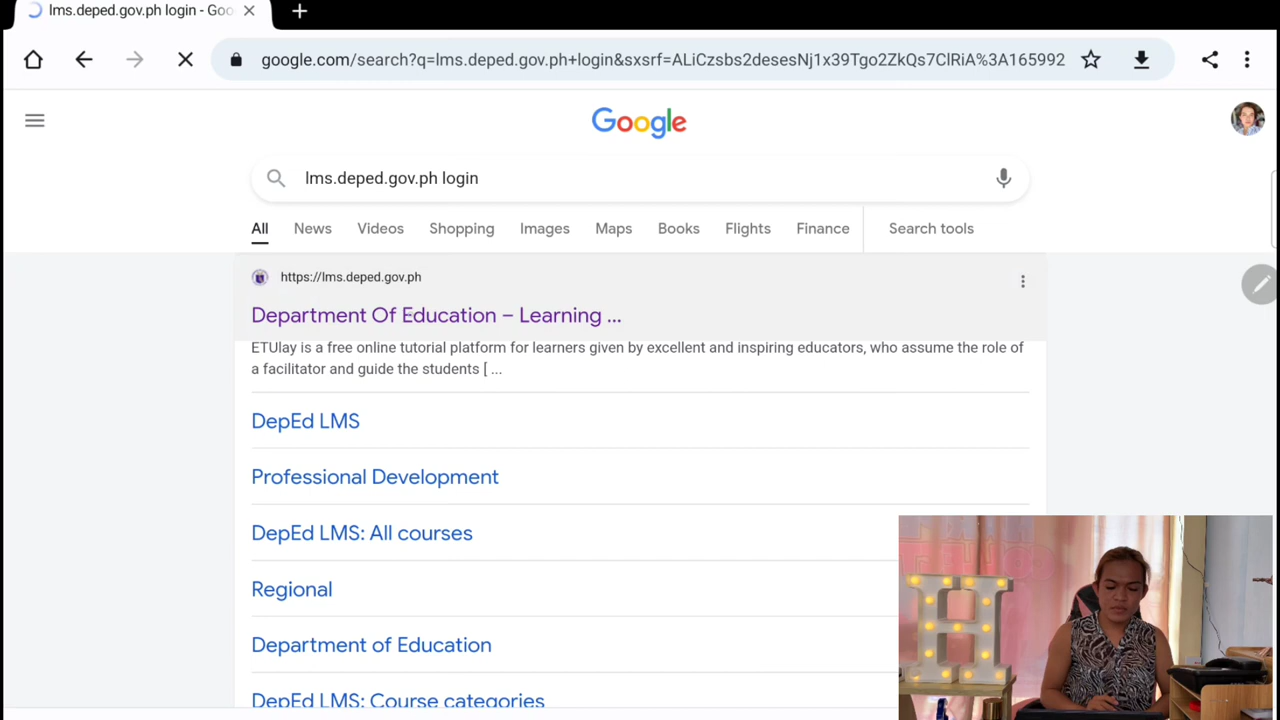 lms.deped.gov.ph login - Goo
google.com/search?q=lms.deped.gov.ph+login&sxsrf=ALiCzsbs2desesNj1x39Tgo2ZkQs7ClRiA%3A165992
Google
lms.deped.gov.ph login
All News Videos Shopping Images Maps Books Flights Finance Search tools
https://lms.deped.gov.ph
Department Of Education – Learning ...
ETUlay is a free online tutorial platform for learners given by excellent and inspiring educators, who assume the role of
a facilitator and guide the students [ ...
DepEd LMS
Professional Development
DepEd LMS: All courses
Regional
Department of Education
DepEd LMS: Course categories
H